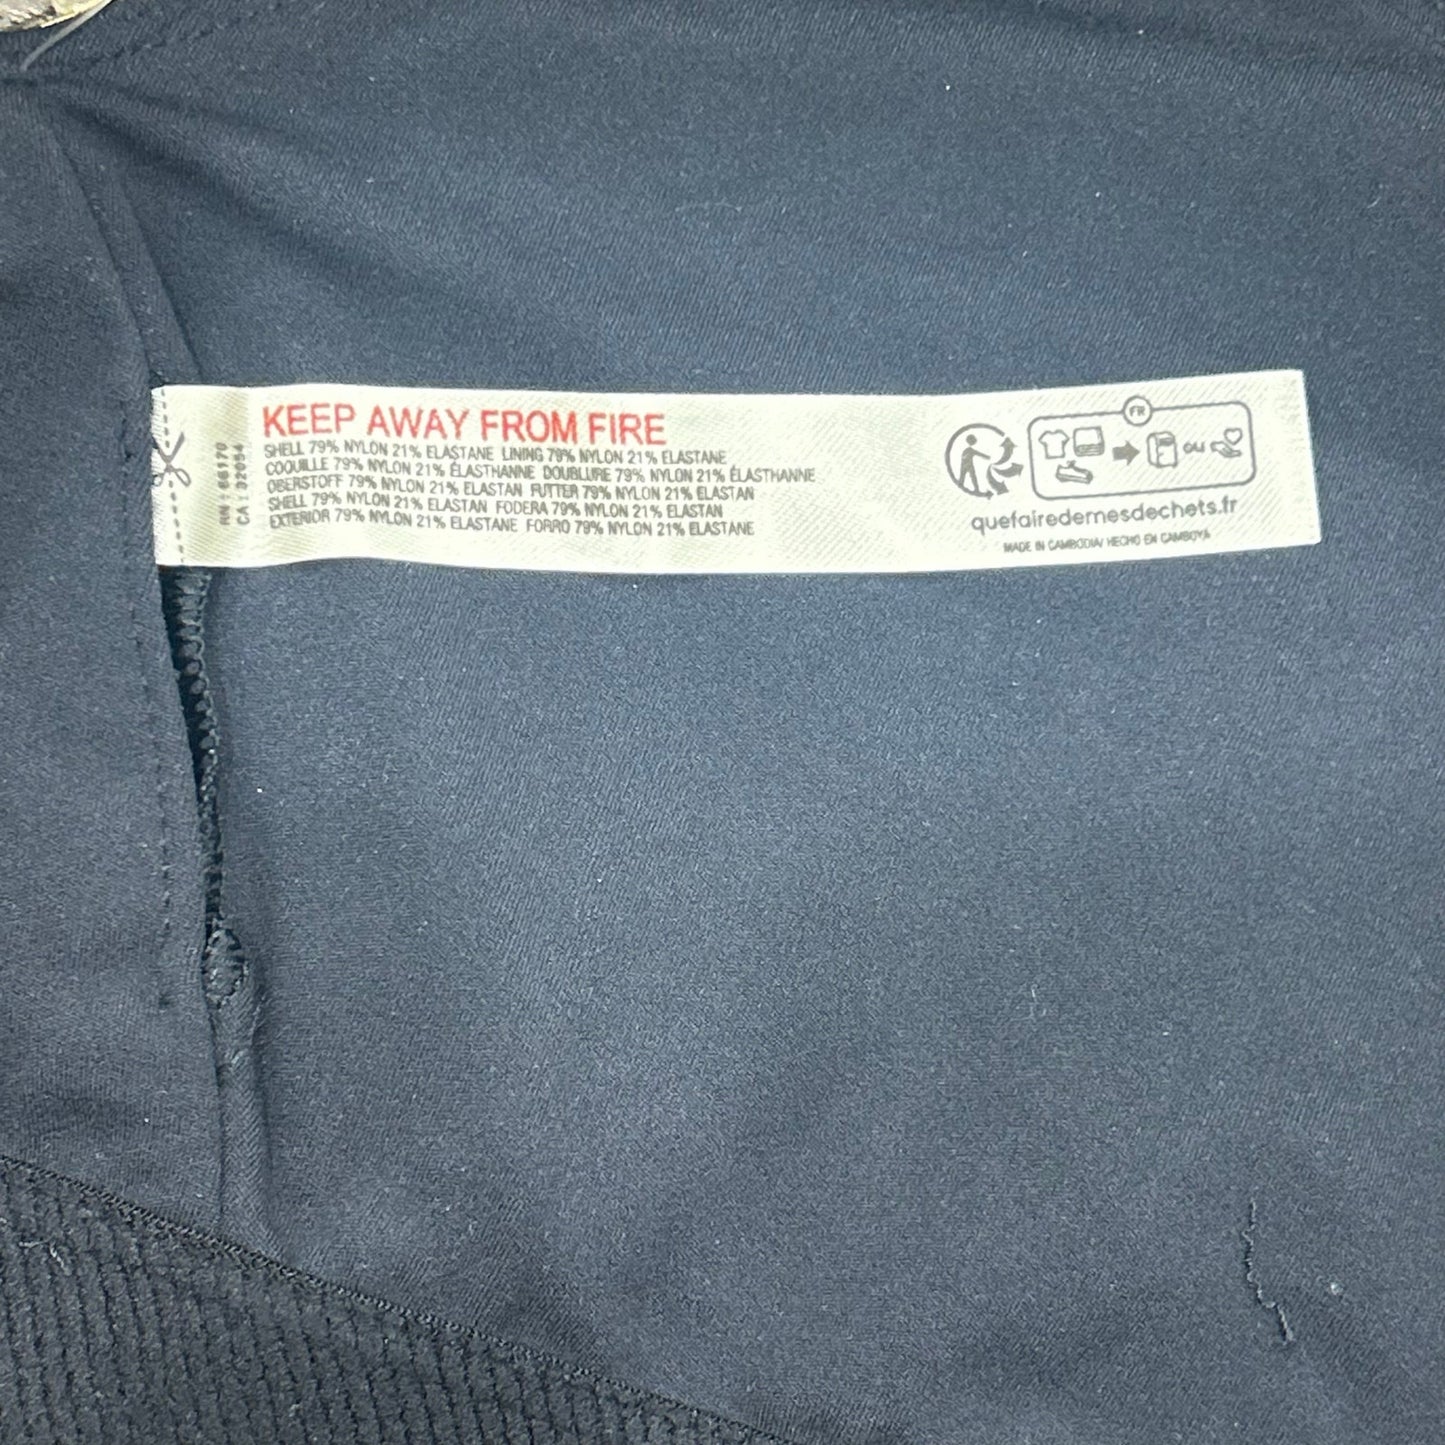 RN : 66170
CA : 32054
KEEP AWAY FROM FIRE
SHELL 79% NYLON 21% ELASTANE LINING 79% NYLON 21% ELASTANE
COQUILLE 79% NYLON 21% ÉLASTHANNE DOUBLURE 79% NYLON 21% ÉLASTHANNE
OBERSTOFF 79% NYLON 21% ELASTAN FUTTER 79% NYLON 21% ELASTAN
SHELL 79% NYLON 21% ELASTAN FODERA 79% NYLON 21% ELASTAN
EXTERIOR 79% NYLON 21% ELASTANE FORRO 79% NYLON 21% ELASTANE
FR
OU
quefairedemesdechets.fr
MADE IN CAMBODIA/ HECHO EN CAMBOYA